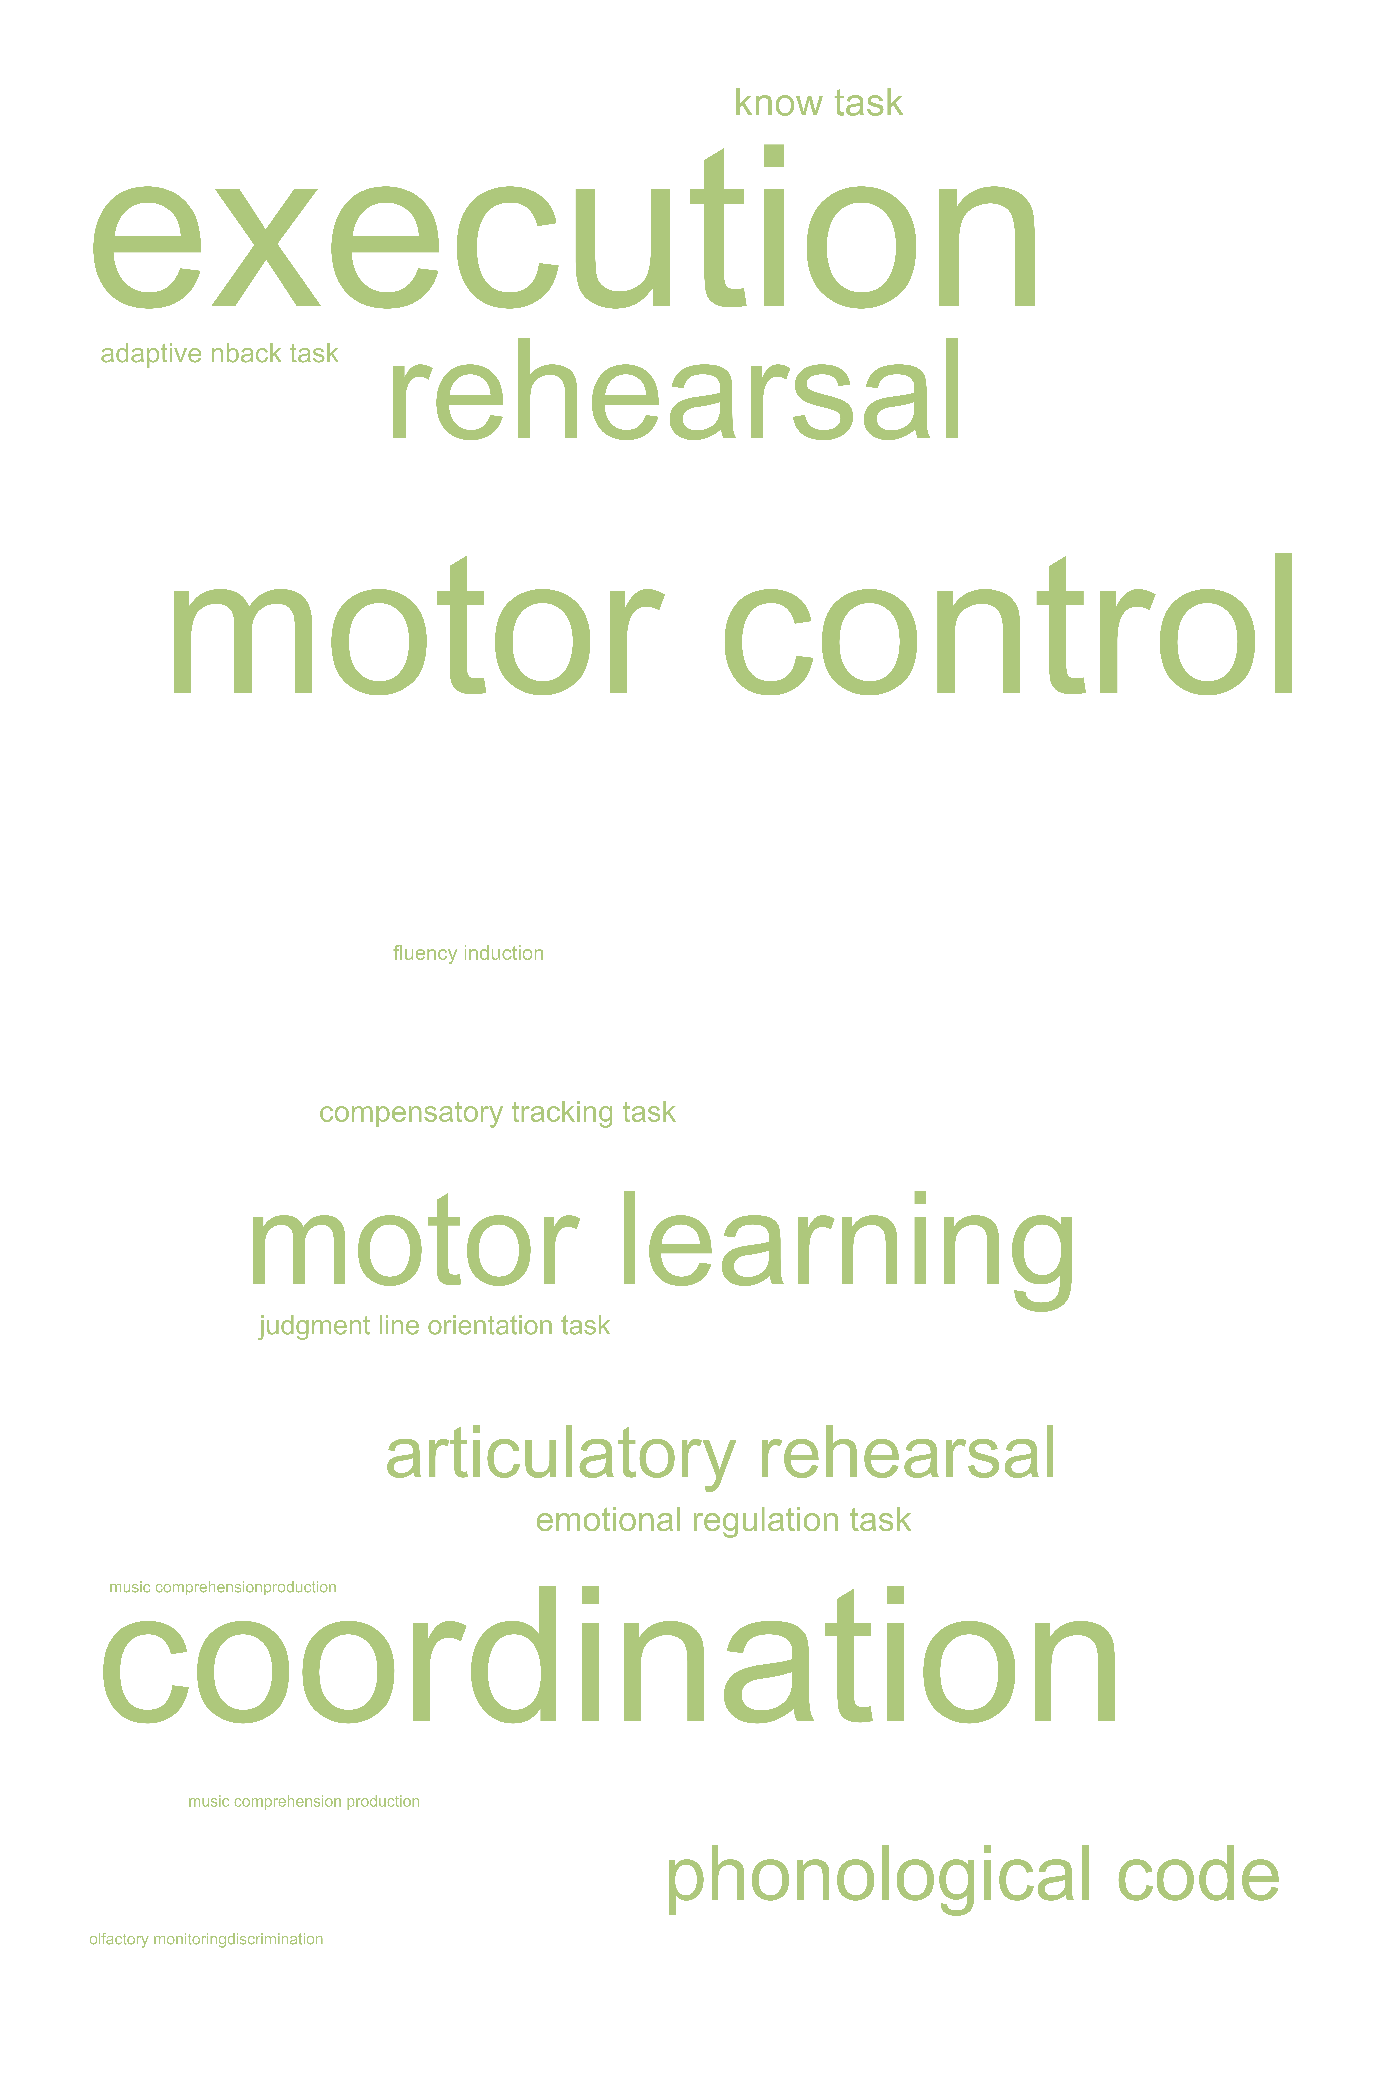 know task
execution
adaptive nback task
rehearsal
motor control
fluency induction
compensatory tracking task
motor learning
judgment line orientation task
articulatory rehearsal
emotional regulation task
music comprehensionproduction
coordination
music comprehension production
phonological code
olfactory monitoringdiscrimination